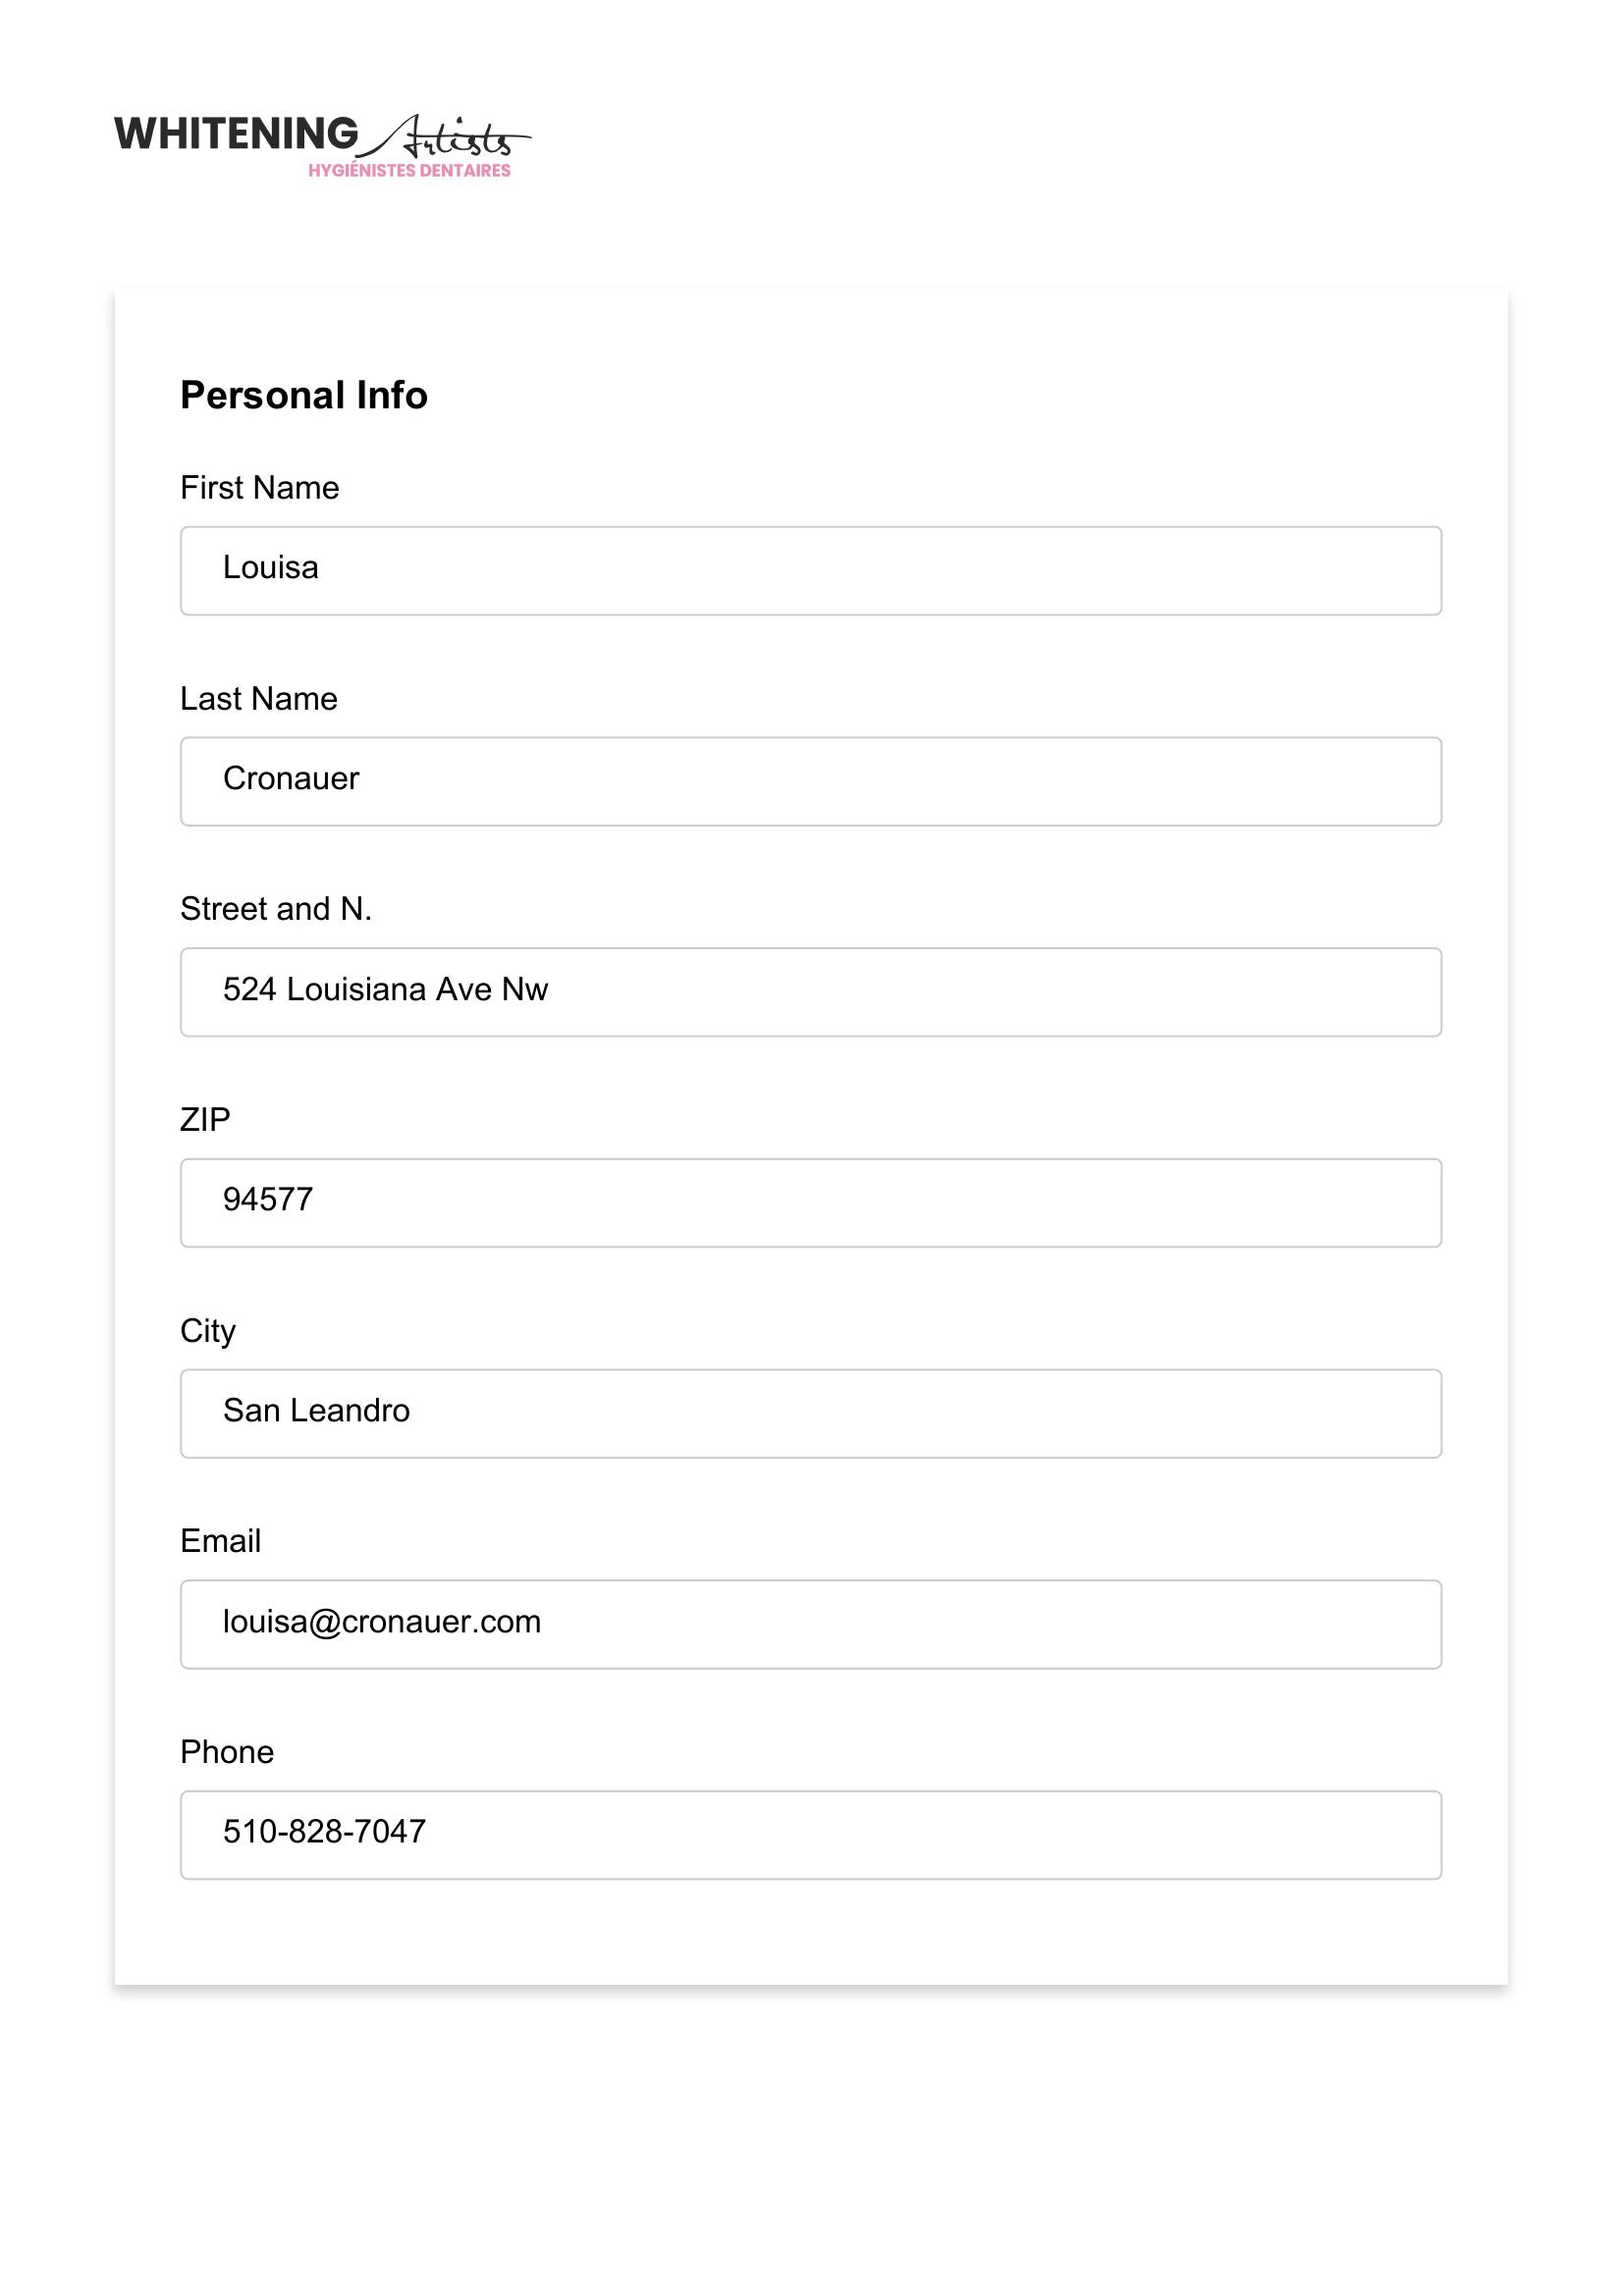 WHITENING Artists
HYGIÉNISTES DENTAIRES
Personal Info
First Name
Louisa
Last Name
Cronauer
Street and N.
524 Louisiana Ave Nw
ZIP
94577
City
San Leandro
Email
louisa@cronauer.com
Phone
510-828-7047